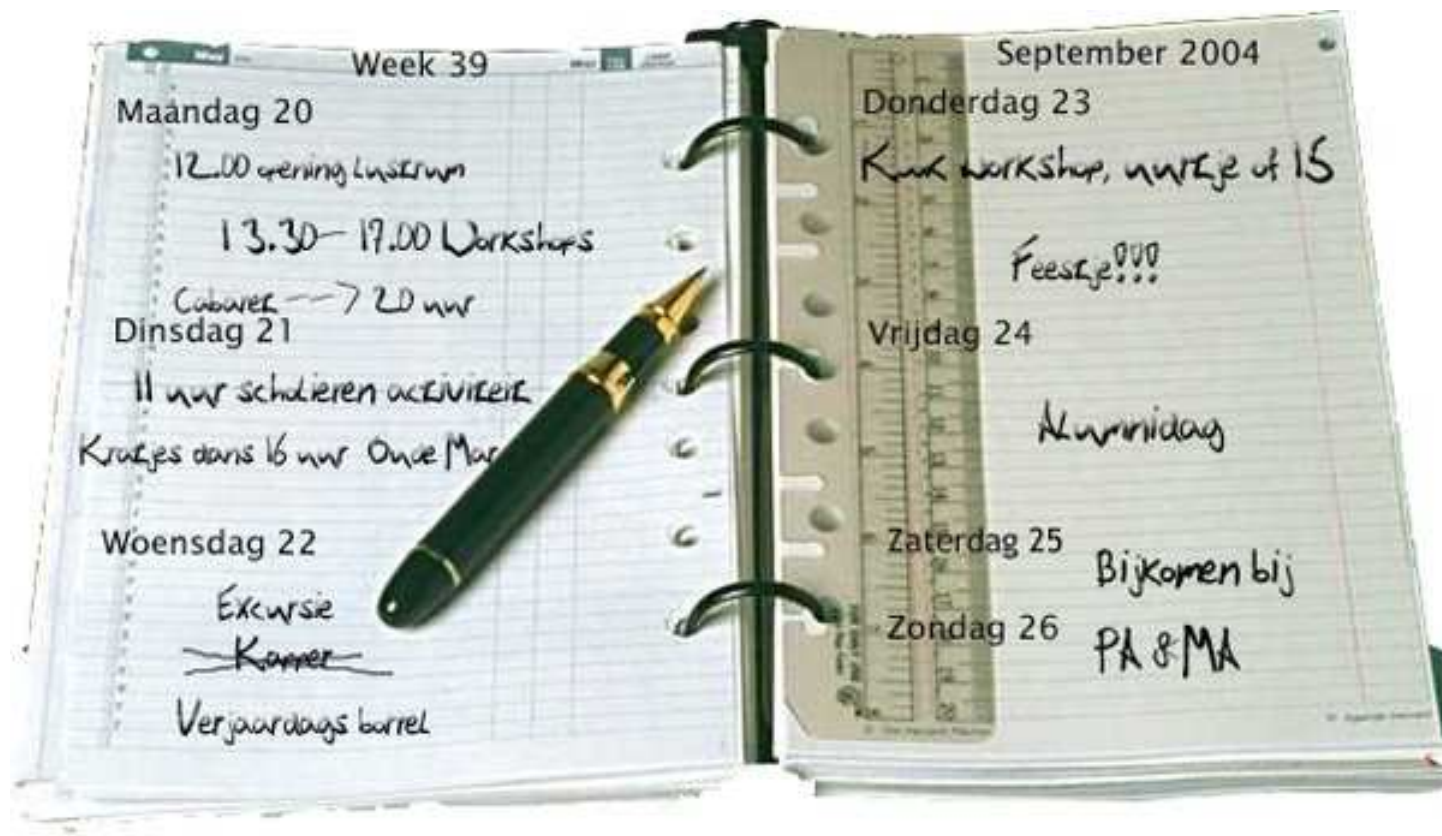 Week 39
Maandag 20
12.00 opening Lustrum
13.30 - 17.00 Workshops
Cabaret ---> 20 uur
Dinsdag 21
11 uur scholieren activiteit
Kratjes dans 16 uur Oude Mar
Woensdag 22
Excursie
Kapper
Verjaardags borrel
September 2004
Donderdag 23
workshop, uurtje of 15
Feestje!!!
Vrijdag 24
Alumnidag
Zaterdag 25
Bijkomen bij
Zondag 26
PA & MA